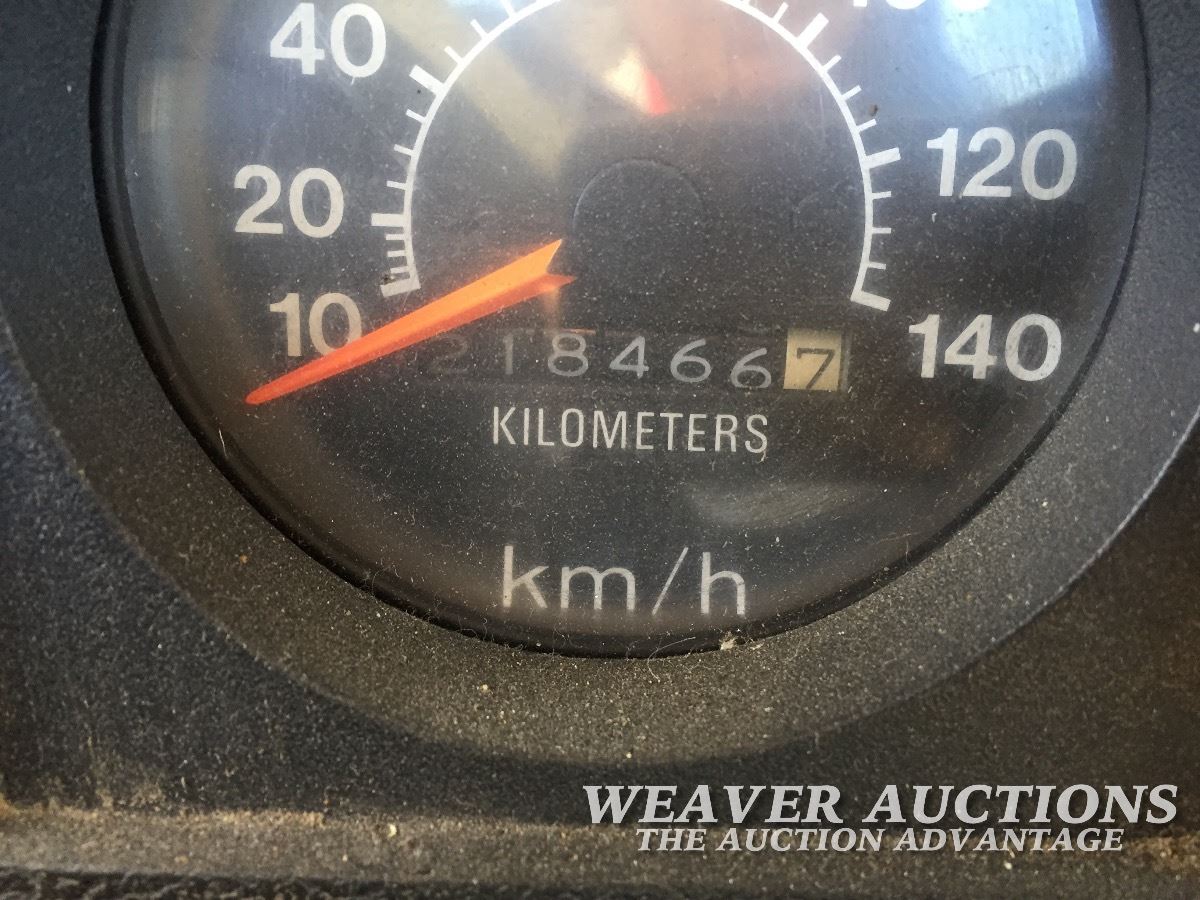 40
20
120
10
140
218466 7
KILOMETERS
km/h
WEAVER AUCTIONS
THE AUCTION ADVANTAGE